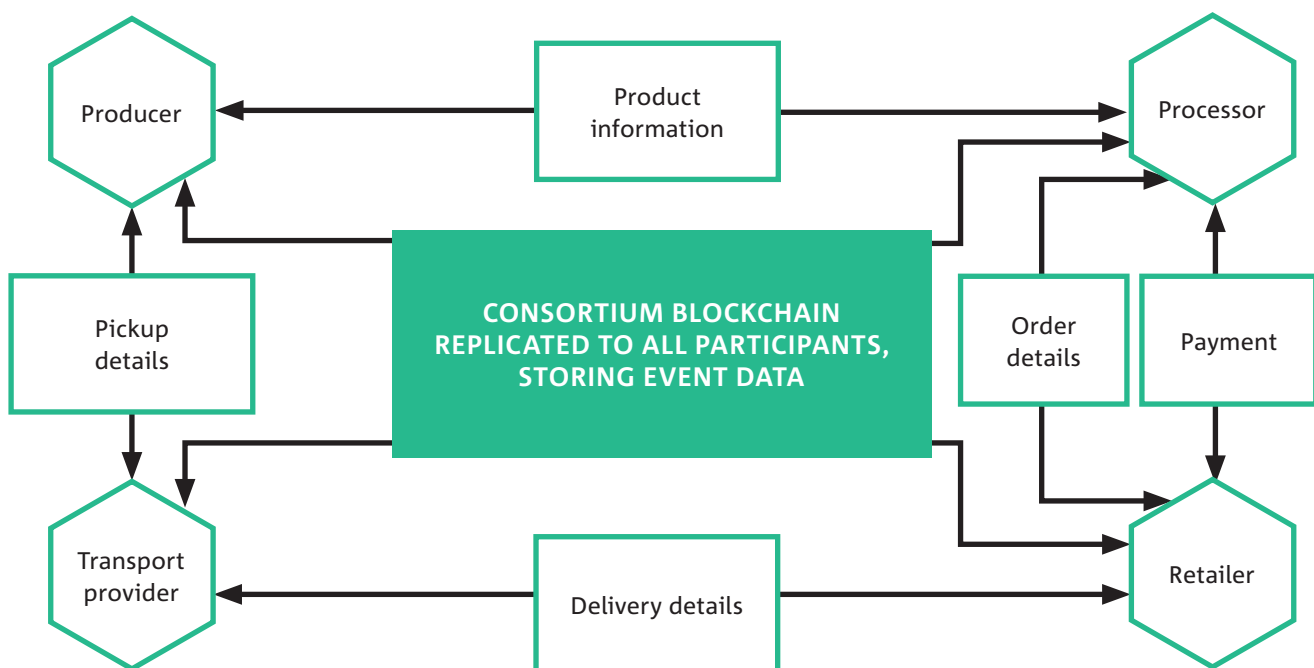 Producer
Product
information
Processor
Pickup
details
CONSORTIUM BLOCKCHAIN
REPLICATED TO ALL PARTICIPANTS,
STORING EVENT DATA
Order
details
Payment
Transport
provider
Delivery details
Retailer